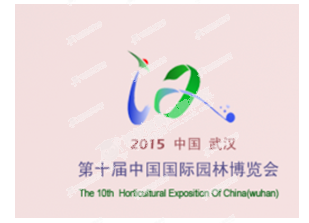 2015 中国 武汉
第十届中国国际园林博览会
The 10th Horticultural Exposition Of China(wuhan)